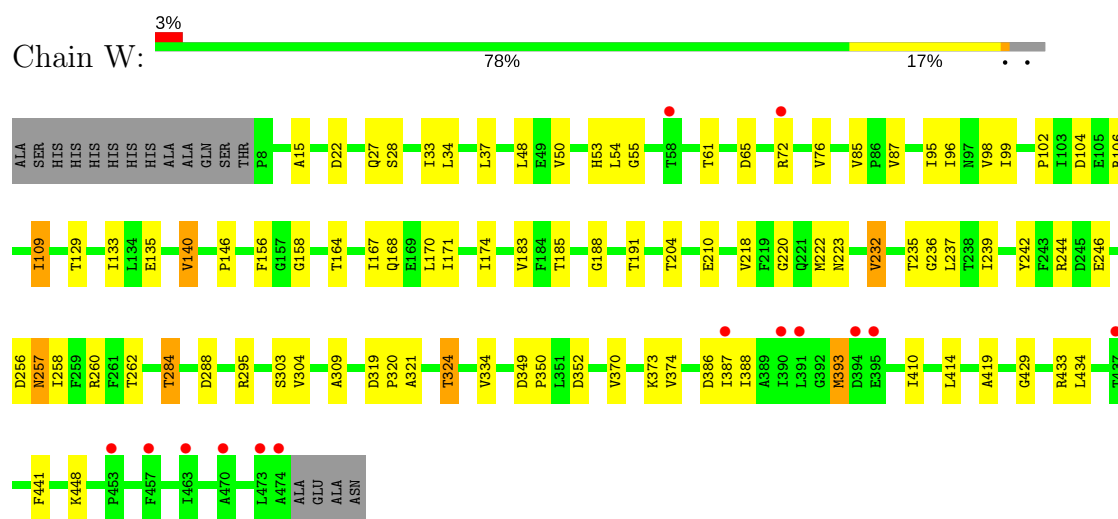 3%
Chain W:
78% 17% • •
ALA SER HIS HIS HIS HIS HIS HIS ALA ALA GLN SER THR P8 A15 D22 Q27 S28 I33 L34 L37 L48 E49 V50 H53 L54 G55 T58 T61 D65 R72 V76 V85 P86 V87 I95 I96 N97 V98 I99 P102 I103 D104 E105 R106
I109 T129 I133 L134 E135 V140 P146 F156 G157 G158 T164 I167 Q168 E169 L170 I171 I174 V183 F184 T185 G188 T191 T204 E210 V218 F219 G220 Q221 M222 N223 V232 T235 G236 L237 T238 I239 Y242 F243 R244 D245 E246
D256 N257 I258 F259 R260 F261 T262 T284 D288 R295 S303 V304 A309 D319 P320 A321 T324 V334 D349 P350 L351 D352 V370 K373 V374 D386 I387 I388 A389 I390 L391 G392 M393 D394 E395 I410 L414 A419 G429 R433 L434 T437
F441 K448 P453 F457 I463 A470 L473 A474 ALA GLU ALA ASN